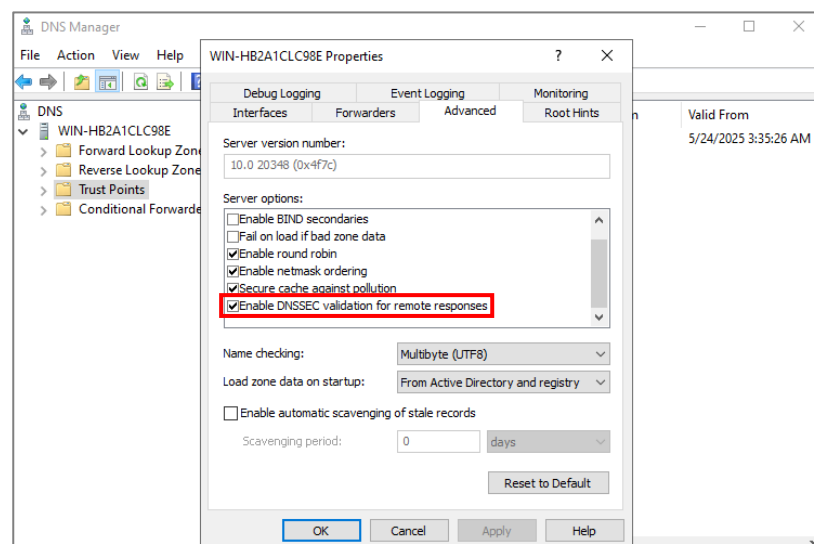 DNS Manager
File Action View Help
DNS
WIN-HB2A1CLC98E
Forward Lookup Zone
Reverse Lookup Zone
Trust Points
Conditional Forwarde
WIN-HB2A1CLC98E Properties ? ×
Debug Logging Event Logging Monitoring
Interfaces Forwarders Advanced Root Hints
Server version number:
10.0 20348 (0x4f7c)
Server options:
Enable BIND secondaries
Fail on load if bad zone data
Enable round robin
Enable netmask ordering
Secure cache against pollution
Enable DNSSEC validation for remote responses
Name checking: Multibyte (UTF8)
Load zone data on startup: From Active Directory and registry
Enable automatic scavenging of stale records
Scavenging period: 0 days
Reset to Default
OK Cancel Apply Help
n Valid From
5/24/2025 3:35:26 AM